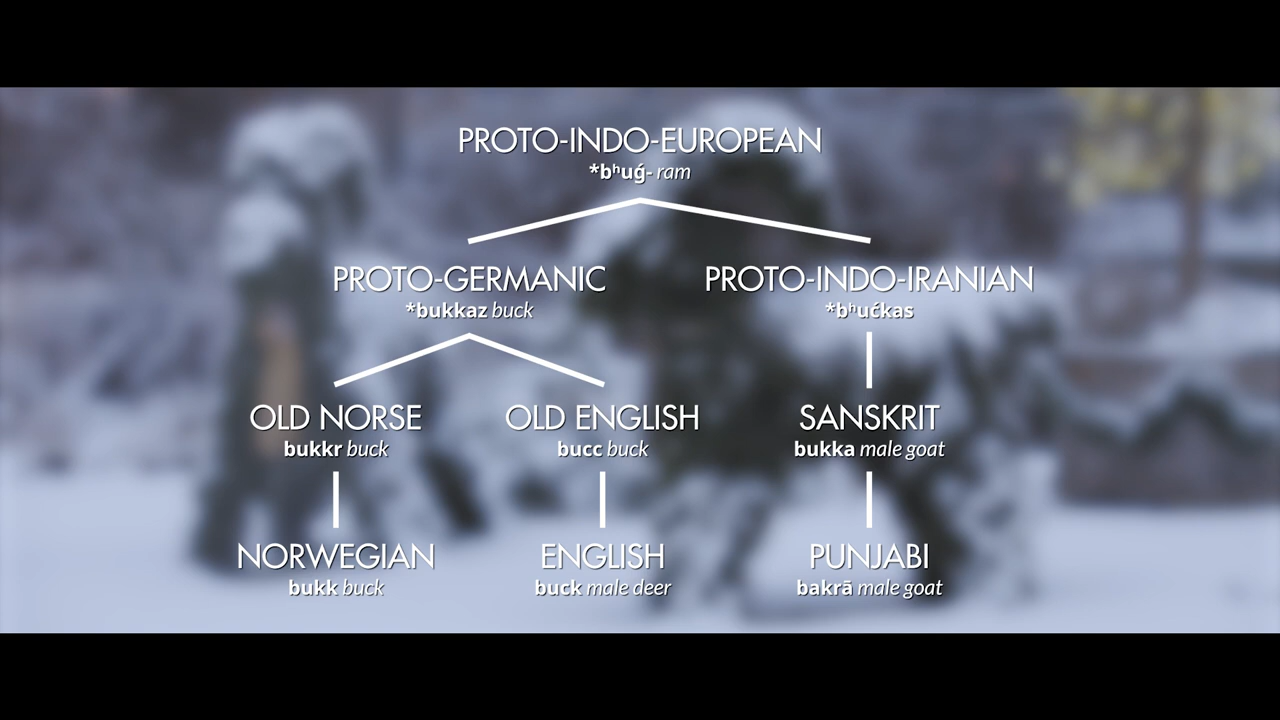 PROTO-INDO-EUROPEAN
*bʰuǵ- ram
PROTO-GERMANIC PROTO-INDO-IRANIAN
*bukkaz buck *bʰućkas
OLD NORSE OLD ENGLISH SANSKRIT
bukkr buck bucc buck bukka male goat
NORWEGIAN ENGLISH PUNJABI
bukk buck buck male deer bakrā male goat